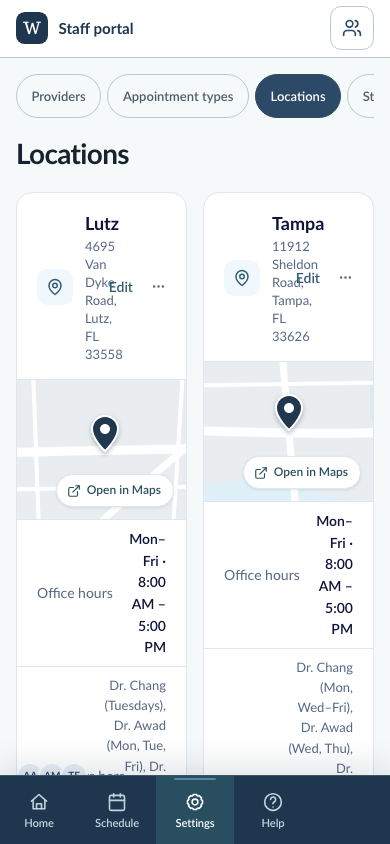 W Staff portal
Providers
Appointment types
Locations
St
Locations
Lutz
4695
Van
Dyke
Road,
Lutz,
FL
33558
Edit
Open in Maps
Office hours
Mon–
Fri ·
8:00
AM –
5:00
PM
Dr. Chang
(Tuesdays),
Dr. Awad
(Mon, Tue,
Fri), Dr.
Tampa
11912
Sheldon
Road,
Tampa,
FL
33626
Edit
Open in Maps
Office hours
Mon–
Fri ·
8:00
AM –
5:00
PM
Dr. Chang
(Mon,
Wed–Fri),
Dr. Awad
(Wed, Thu),
Dr.
Home
Schedule
Settings
Help